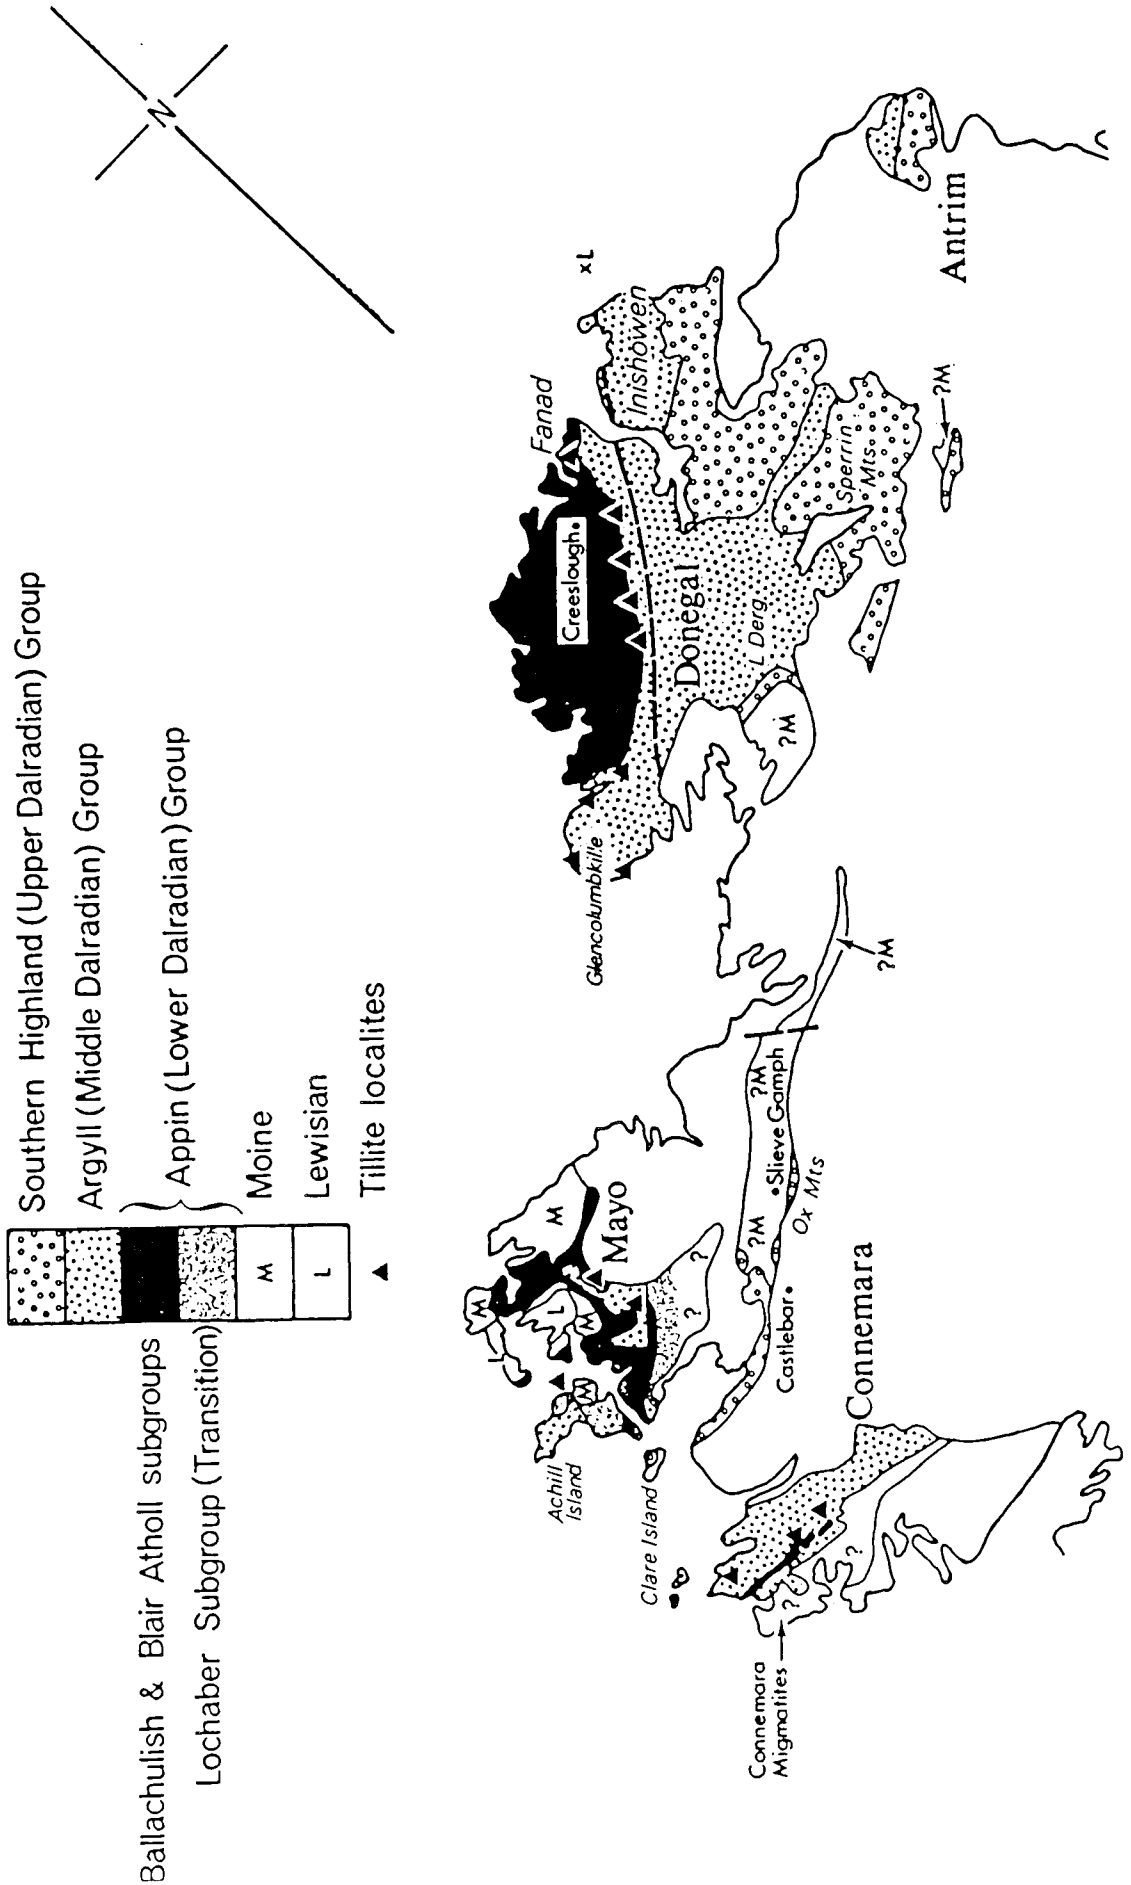 Southern Highland (Upper Dalradian) Group
Argyll (Middle Dalradian) Group
Ballachulish & Blair Atholl subgroups
Appin (Lower Dalradian) Group
Lochaber Subgroup (Transition)
M
Moine
L
Lewisian
Tillite localites
N
xL
Fanad
Inishowen
Creeslough
Antrim
Sperrin
Mts.
?M
Donegal
L Derg
?M
Glencolumbkille
?M
M
M
L
L
M
M
Mayo
?
?
Achill
Island
Clare Island
?M
Slieve Gamph
?M
Ox Mts
Castlebar
Connemara
?
?
Connemara
Migmatites